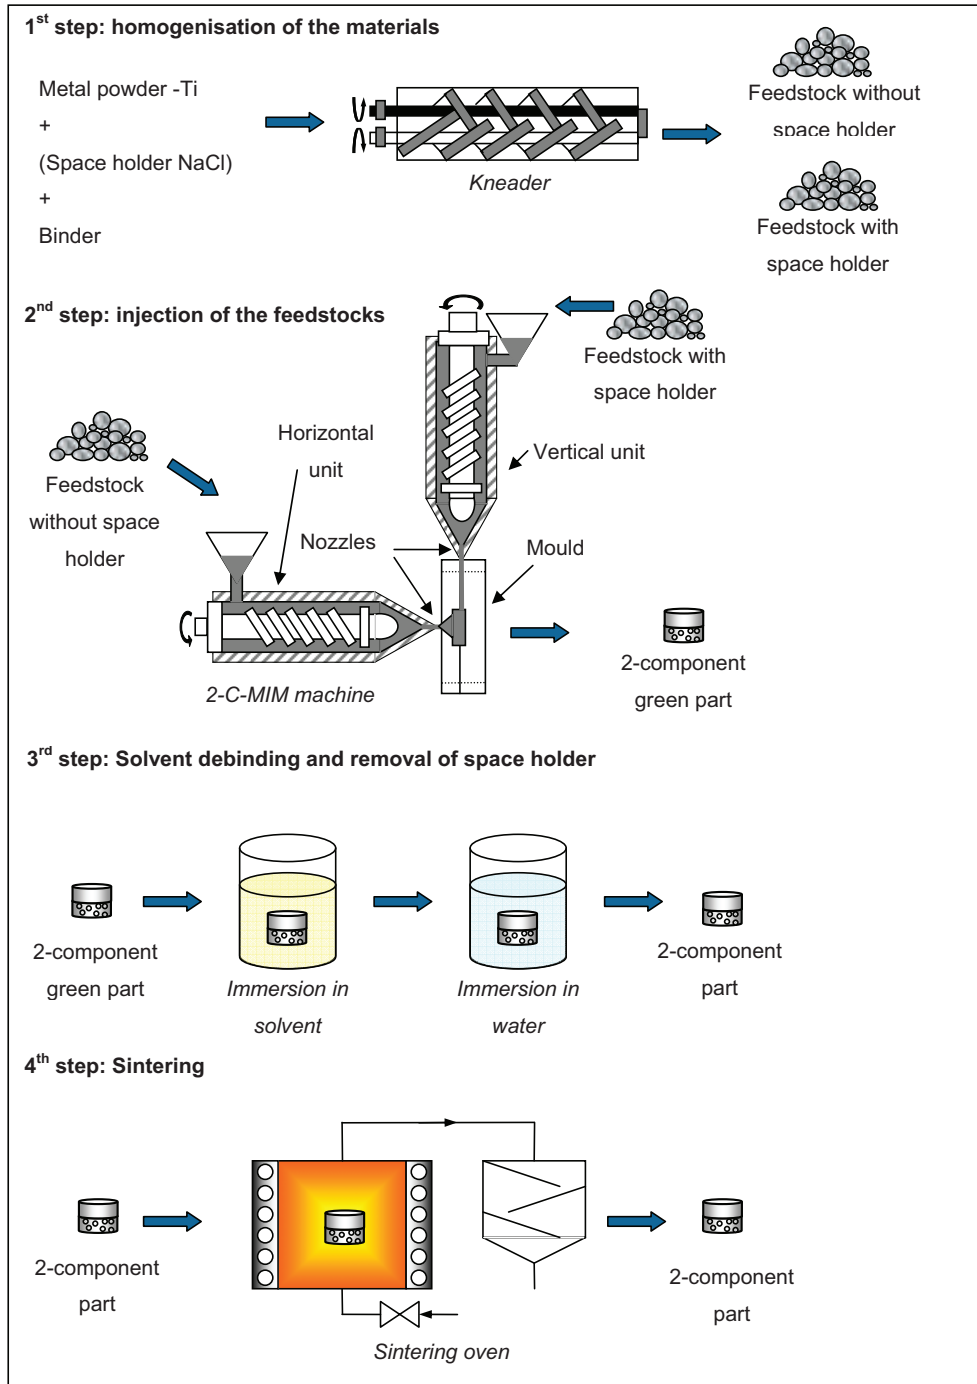 1st step: homogenisation of the materials
Metal powder -Ti
+
(Space holder NaCl)
+
Binder
Kneader
Feedstock without
space holder
Feedstock with
space holder
2nd step: injection of the feedstocks
Feedstock with
space holder
Horizontal
unit
Vertical unit
Feedstock
without space
holder
Nozzles
Mould
2-C-MIM machine
2-component
green part
3rd step: Solvent debinding and removal of space holder
2-component
green part
Immersion in
solvent
Immersion in
water
2-component
part
4th step: Sintering
2-component
part
Sintering oven
2-component
part